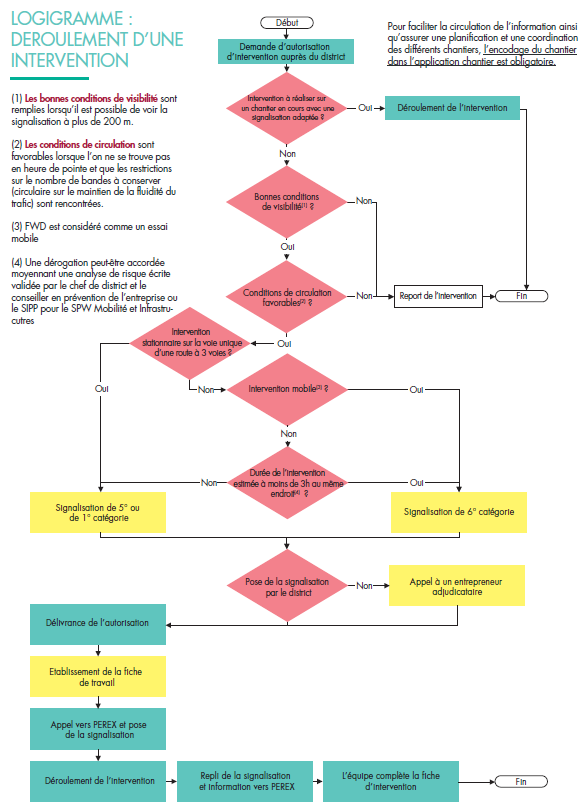 LOGIGRAMME :
DEROULEMENT D'UNE
INTERVENTION
(1) Les bonnes conditions de visibilité sont
remplies lorsqu'il est possible de voir la
signalisation à plus de 200 m.
(2) Les conditions de circulation sont
favorables lorsque l'on ne se trouve pas
en heure de pointe et que les restrictions
sur le nombre de bandes à conserver
(circulaire sur le maintien de la fluidité du
trafic) sont rencontrées.
(3) FWD est considéré comme un essai
mobile
(4) Une dérogation peut-être accordée
moyennant une analyse de risque écrite
validée par le chef de district et le
conseiller en prévention de l'entreprise ou
le SIPP pour le SPW Mobilité et Infrastru-
cutres
Pour faciliter la circulation de l'information ainsi
qu'assurer une planification et une coordination
des différents chantiers, l'encodage du chantier
dans l'application chantier est obligatoire.
Début
Demande d'autorisation
d'intervention auprès du district
Intervention à réaliser sur
un chantier en cours avec une
signalisation adaptée ?
Oui
Déroulement de l'intervention
Non
Bonnes conditions
de visibilité(1) ?
Non
Oui
Conditions de circulation
favorables(2) ?
Non
Report de l'intervention
Fin
Oui
Intervention
stationnaire sur la voie unique
d'une route à 3 voies ?
Oui
Non
Intervention mobile(3) ?
Oui
Non
Durée de l'intervention
estimée à moins de 3h au même
endroit(4) ?
Non
Oui
Signalisation de 5° ou
de 1° catégorie
Signalisation de 6° catégorie
Pose de la signalisation
par le district
Non
Appel à un entrepreneur
adjudicataire
Délivrance de l'autorisation
Etablissement de la fiche
de travail
Appel vers PEREX et pose
de la signalisation
Déroulement de l'intervention
Repli de la signalisation
et information vers PEREX
L'équipe complète la fiche
d'intervention
Fin